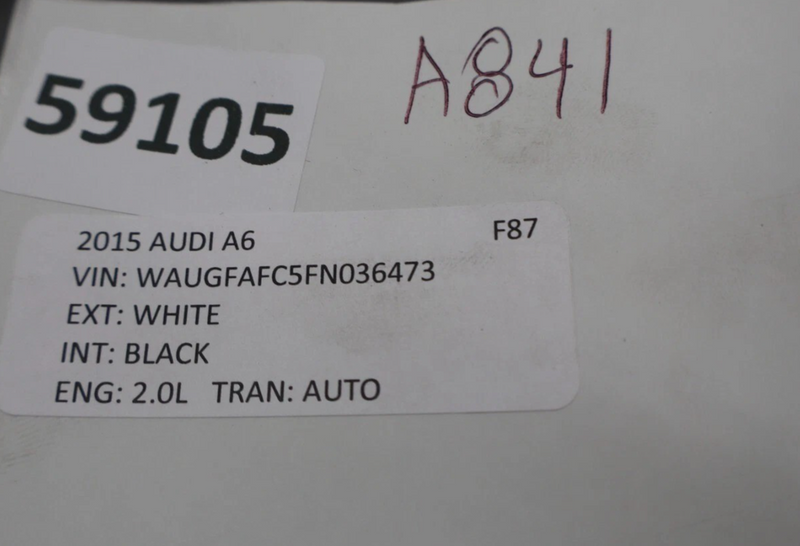 59105
A841
2015 AUDI A6 F87
VIN: WAUGFAFC5FN036473
EXT: WHITE
INT: BLACK
ENG: 2.0L TRAN: AUTO